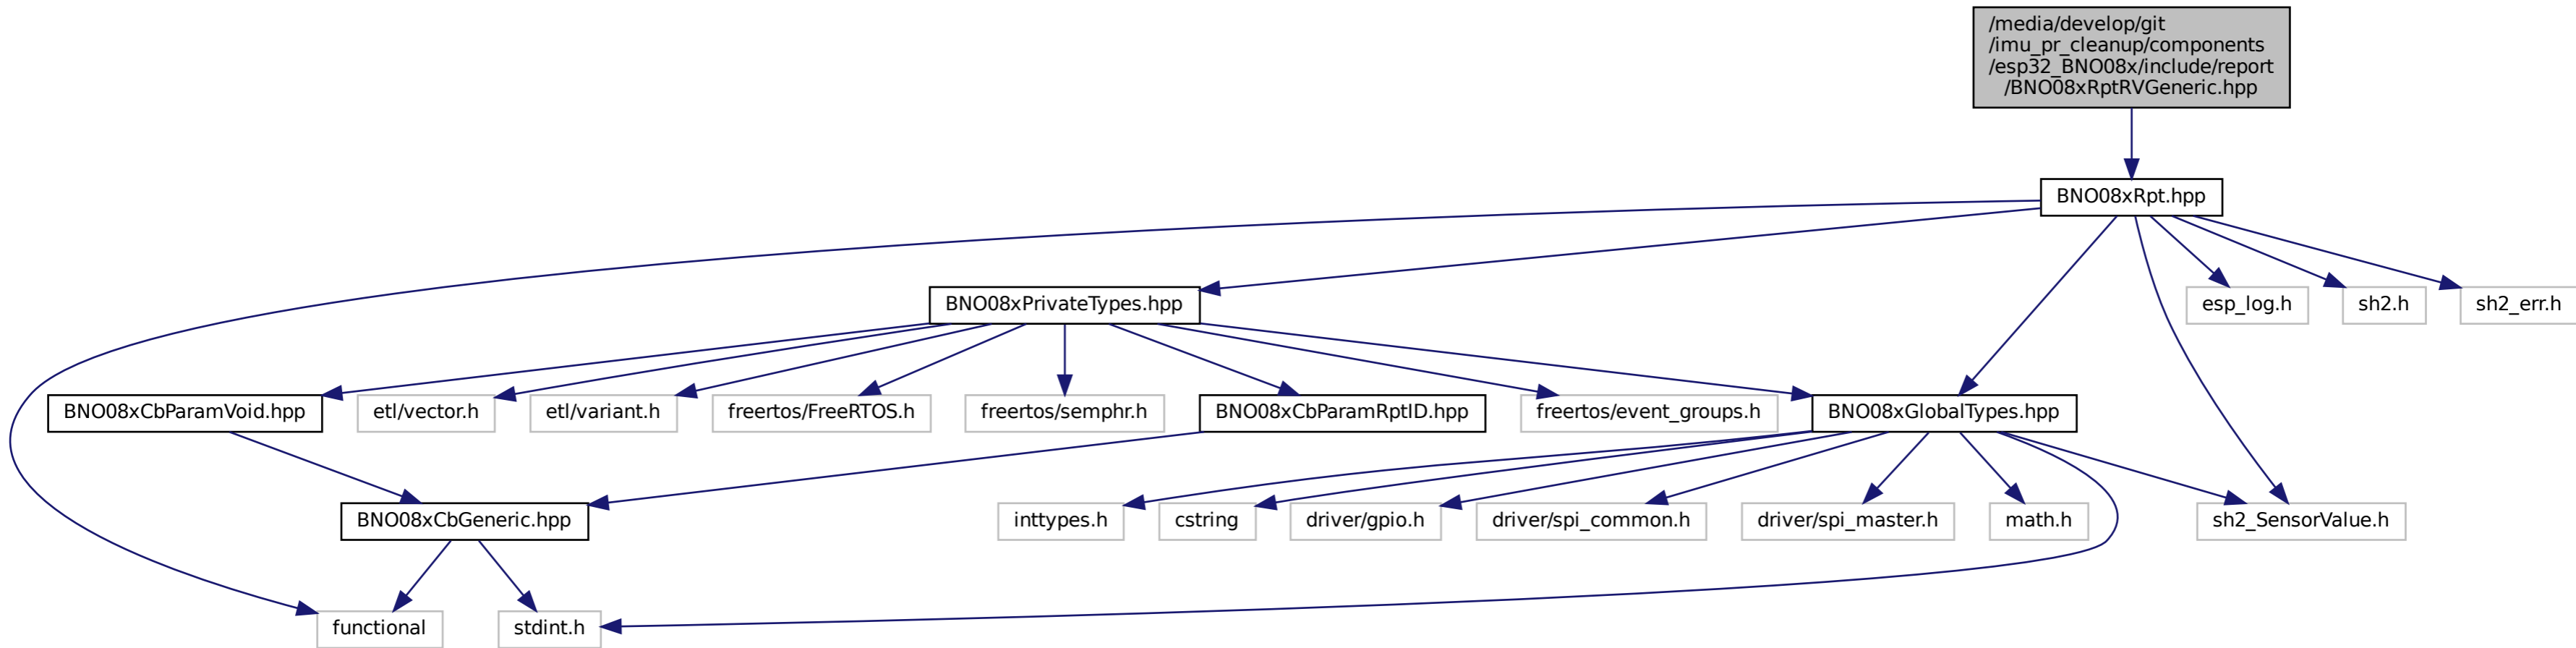 /media/develop/git
/imu_pr_cleanup/components
/esp32_BNO08x/include/report
/BNO08xRptRVGeneric.hpp
BNO08xRpt.hpp
BNO08xPrivateTypes.hpp
esp_log.h
sh2.h
sh2_err.h
BNO08xCbParamVoid.hpp
etl/vector.h
etl/variant.h
freertos/FreeRTOS.h
freertos/semphr.h
BNO08xCbParamRptID.hpp
freertos/event_groups.h
BNO08xGlobalTypes.hpp
BNO08xCbGeneric.hpp
inttypes.h
cstring
driver/gpio.h
driver/spi_common.h
driver/spi_master.h
math.h
sh2_SensorValue.h
functional
stdint.h